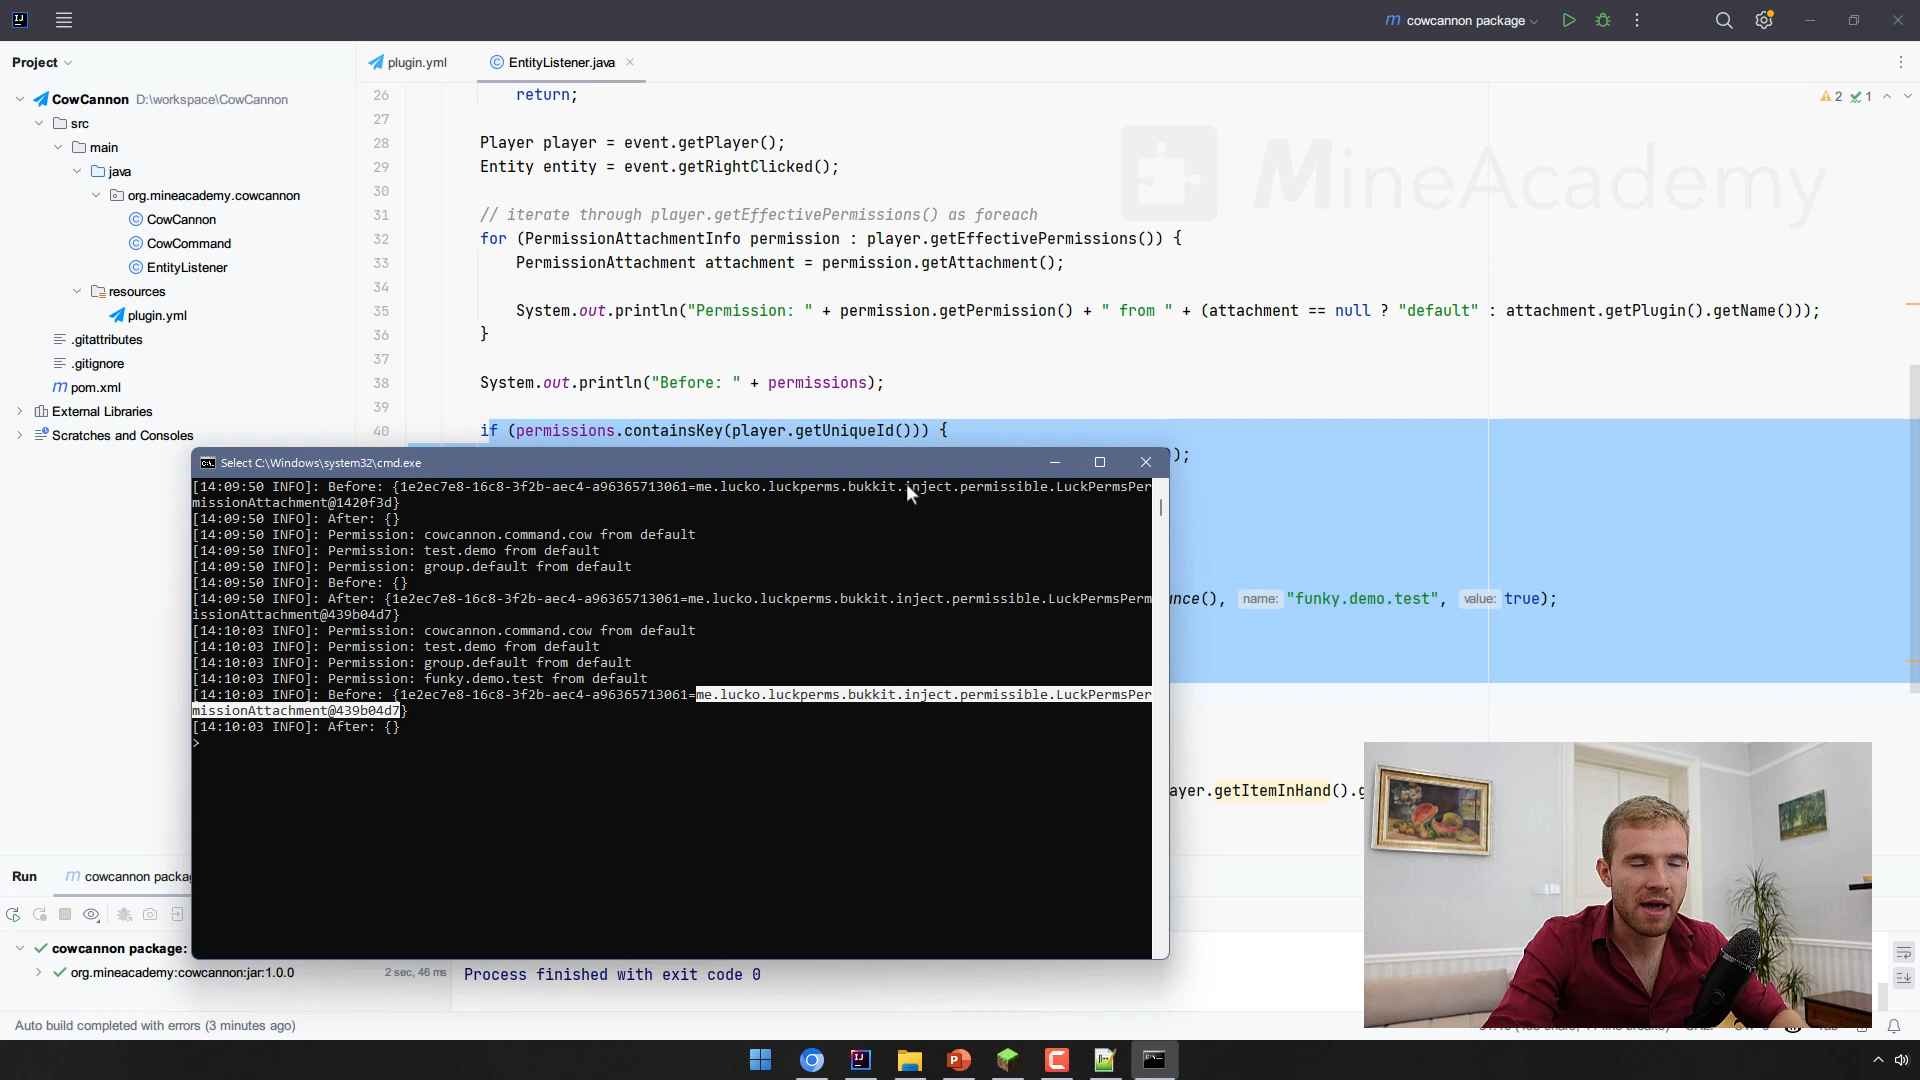 cowcannon package
Project
plugin.yml
EntityListener.java
CowCannon D:\workspace\CowCannon
src
main
java
org.mineacademy.cowcannon
CowCannon
CowCommand
EntityListener
resources
plugin.yml
.gitattributes
.gitignore
pom.xml
External Libraries
Scratches and Consoles
MineAcademy
2 1
26 return;
27
28 Player player = event.getPlayer();
29 Entity entity = event.getRightClicked();
30
31 // iterate through player.getEffectivePermissions() as foreach
32 for (PermissionAttachmentInfo permission : player.getEffectivePermissions()) {
33 PermissionAttachment attachment = permission.getAttachment();
34
35 System.out.println("Permission: " + permission.getPermission() + " from " + (attachment == null ? "default" : attachment.getPlugin().getName()));
36 }
37
38 System.out.println("Before: " + permissions);
39
40 if (permissions.containsKey(player.getUniqueId())) {
);
nce(), name: "funky.demo.test", value: true);
ayer.getItemInHand().g
Select C:\Windows\system32\cmd.exe
[14:09:50 INFO]: Before: {1e2ec7e8-16c8-3f2b-aec4-a96365713061=me.lucko.luckperms.bukkit.inject.permissible.LuckPermsPer
missionAttachment@1420f3d}
[14:09:50 INFO]: After: {}
[14:09:50 INFO]: Permission: cowcannon.command.cow from default
[14:09:50 INFO]: Permission: test.demo from default
[14:09:50 INFO]: Permission: group.default from default
[14:09:50 INFO]: Before: {}
[14:09:50 INFO]: After: {1e2ec7e8-16c8-3f2b-aec4-a96365713061=me.lucko.luckperms.bukkit.inject.permissible.LuckPermsPerm
issionAttachment@439b04d7}
[14:10:03 INFO]: Permission: cowcannon.command.cow from default
[14:10:03 INFO]: Permission: test.demo from default
[14:10:03 INFO]: Permission: group.default from default
[14:10:03 INFO]: Permission: funky.demo.test from default
[14:10:03 INFO]: Before: {1e2ec7e8-16c8-3f2b-aec4-a96365713061=me.lucko.luckperms.bukkit.inject.permissible.LuckPermsPer
missionAttachment@439b04d7}
[14:10:03 INFO]: After: {}
>
Run cowcannon packa
cowcannon package:
org.mineacademy:cowcannon:jar:1.0.0 2 sec, 46 ms
Process finished with exit code 0
Auto build completed with errors (3 minutes ago)